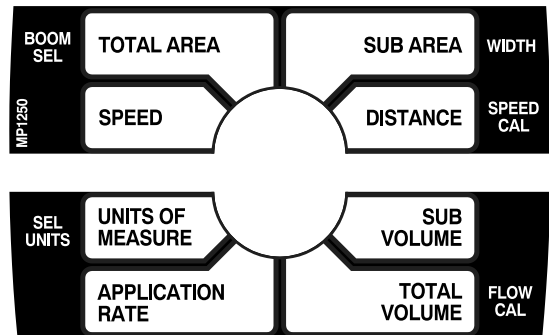 BOOM
SEL
TOTAL AREA
SUB AREA
WIDTH
MP1250
SPEED
DISTANCE
SPEED
CAL
SEL
UNITS
UNITS OF
MEASURE
SUB
VOLUME
APPLICATION
RATE
TOTAL
VOLUME
FLOW
CAL